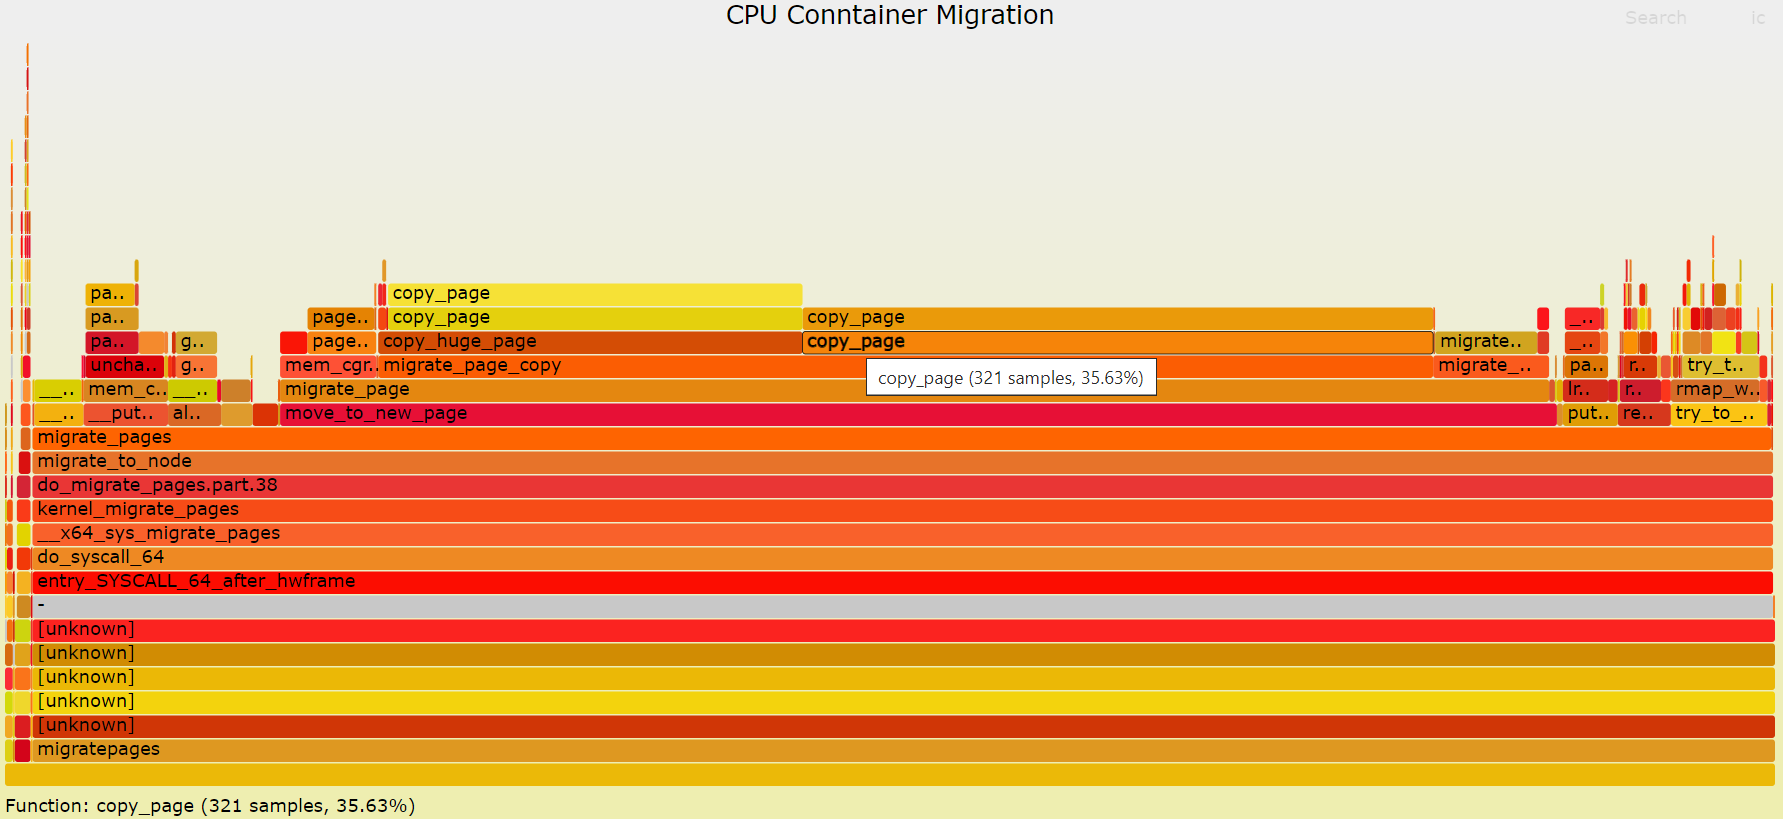 CPU Conntainer Migration
Search ic
pa.. copy_page
pa.. page.. copy_page copy_page _..
pa.. g.. page.. copy_huge_page copy_page migrate.. _..
uncha.. g.. mem_cgr.. migrate_page_copy migrate_.. pa.. r.. try_t..
copy_page (321 samples, 35.63%)
__.. mem_c.. __.. migrate_page lr.. r.. rmap_w..
__.. __put.. al.. move_to_new_page put.. re.. try_to_..
migrate_pages
migrate_to_node
do_migrate_pages.part.38
kernel_migrate_pages
__x64_sys_migrate_pages
do_syscall_64
entry_SYSCALL_64_after_hwframe
-
[unknown]
[unknown]
[unknown]
[unknown]
[unknown]
migratepages
Function: copy_page (321 samples, 35.63%)